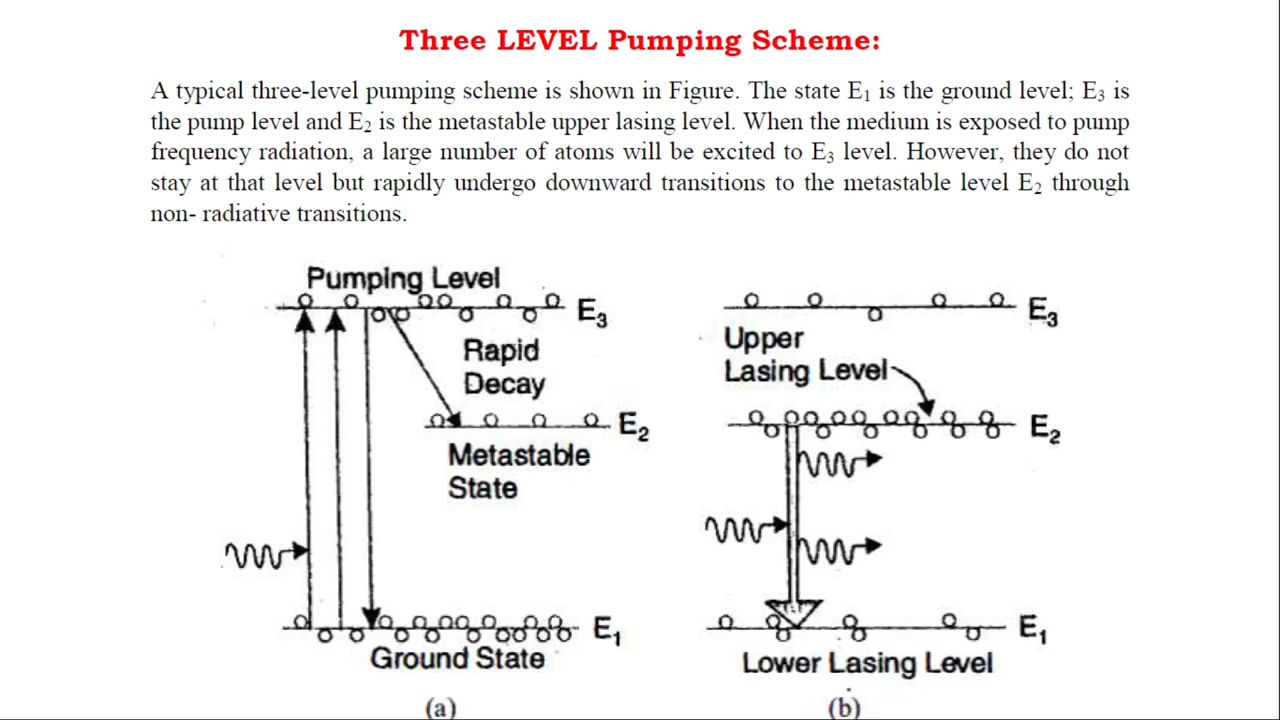 Three LEVEL Pumping Scheme:
A typical three-level pumping scheme is shown in Figure. The state E₁ is the ground level; E₃ is
the pump level and E₂ is the metastable upper lasing level. When the medium is exposed to pump
frequency radiation, a large number of atoms will be excited to E₃ level. However, they do not
stay at that level but rapidly undergo downward transitions to the metastable level E₂ through
non- radiative transitions.
Pumping Level
E₃
Rapid
Decay
E₂
Metastable
State
E₁
Ground State
(a)
E₃
Upper
Lasing Level
E₂
E₁
Lower Lasing Level
(b)